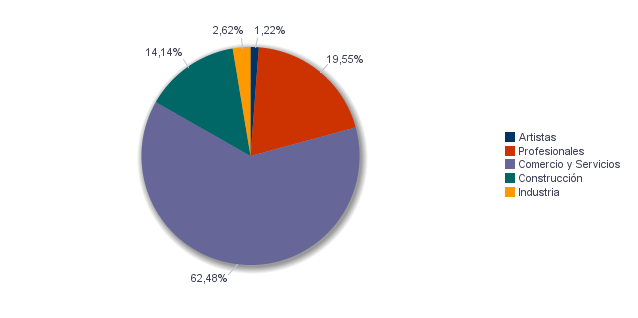 2,62%
1,22%
14,14%
19,55%
62,48%
Artistas
Profesionales
Comercio y Servicios
Construcción
Industria